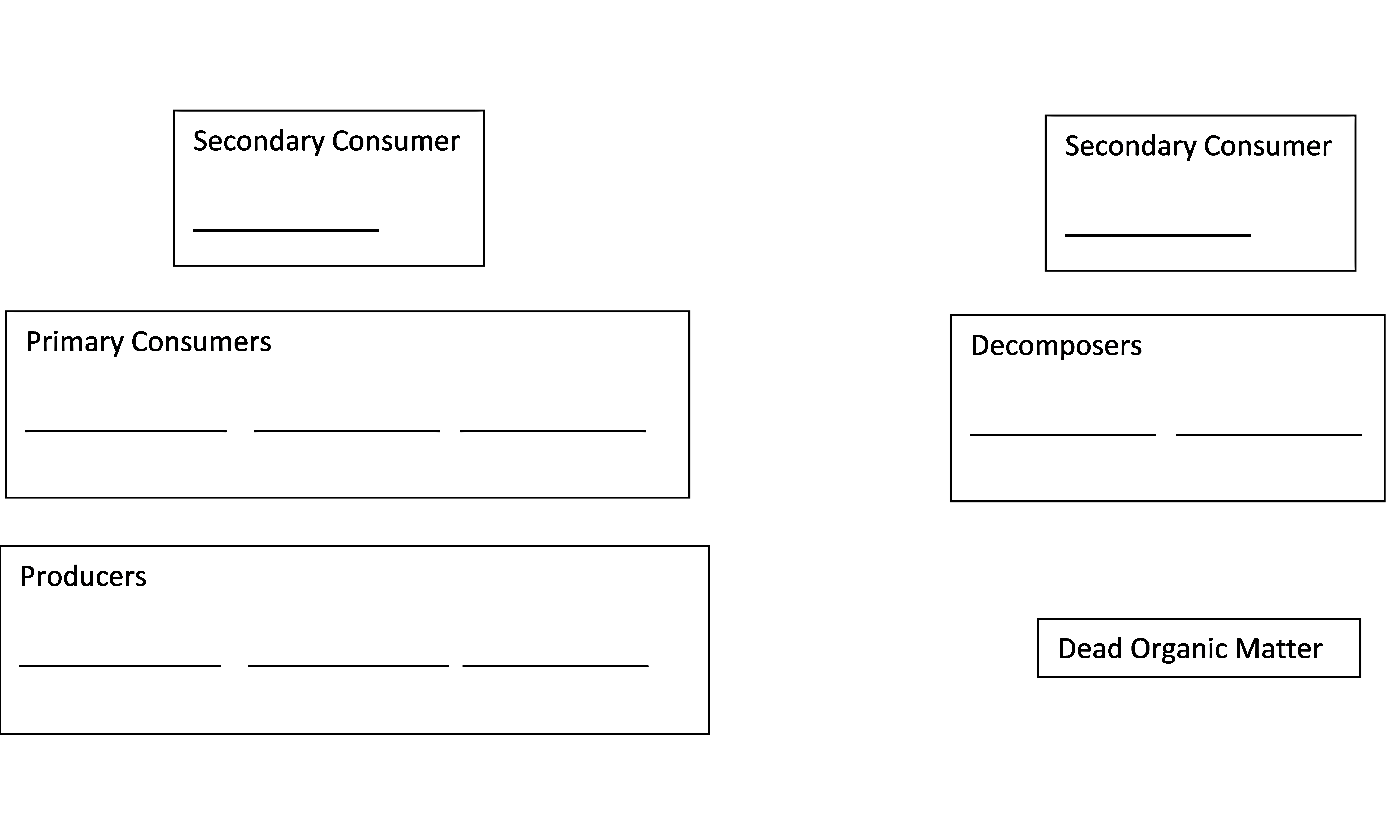 Secondary Consumer
Secondary Consumer
Primary Consumers
Decomposers
Producers
Dead Organic Matter